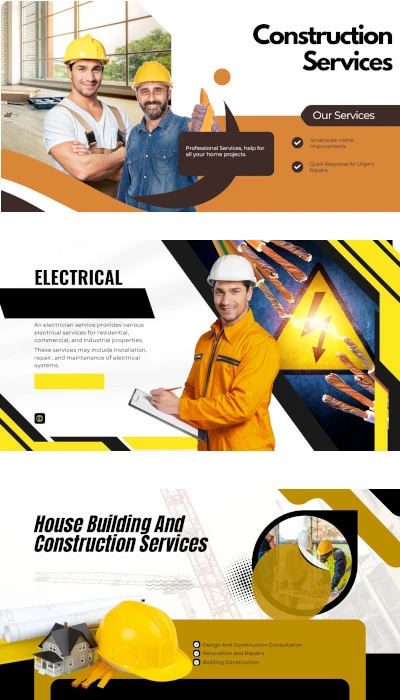 Construction
Services
Our Services
Professional Services, help for
all your home projects.
Small-scale Home
Improvements
Quick Response for Urgent
Repairs
ELECTRICAL
An electrician service provides various
electrical services for residential,
commercial, and industrial properties.
These services may include installation,
repair, and maintenance of electrical
systems.
House Building And
Construction Services
Design And Construction Consultation
Renovation And Repairs
Building Construction